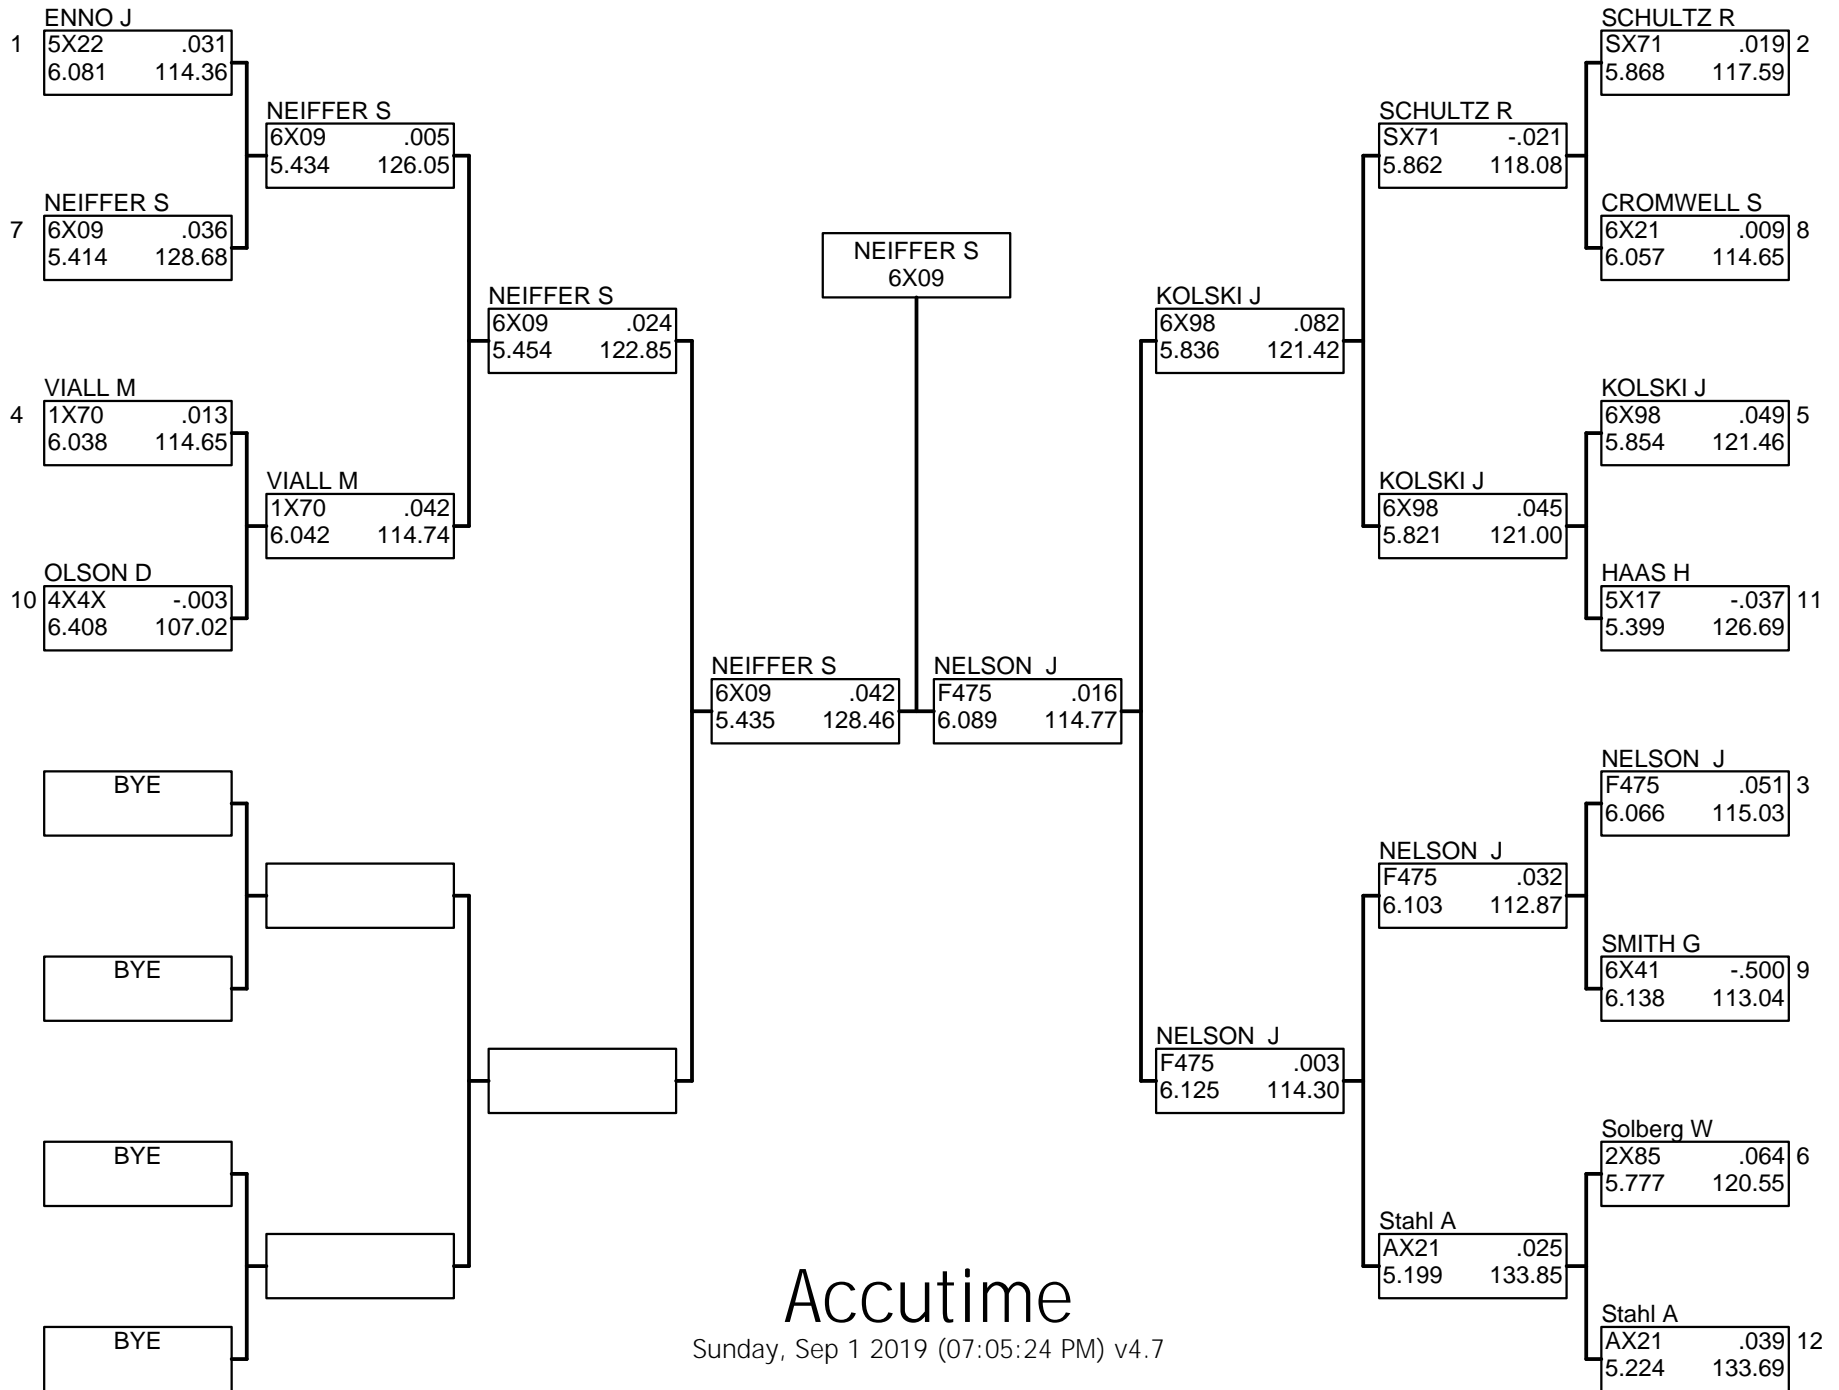 ENNO J
1 5X22 .031
6.081 114.36
NEIFFER S
6X09 .005
5.434 126.05
NEIFFER S
7 6X09 .036
5.414 128.68
NEIFFER S
6X09 .024
5.454 122.85
VIALL M
4 1X70 .013
6.038 114.65
VIALL M
1X70 .042
6.042 114.74
OLSON D
10 4X4X -.003
6.408 107.02
NEIFFER S
6X09 .042
5.435 128.46
BYE
BYE
BYE
BYE
NEIFFER S
6X09
NELSON J
F475 .016
6.089 114.77
KOLSKI J
6X98 .082
5.836 121.42
NELSON J
F475 .003
6.125 114.30
SCHULTZ R
SX71 -.021
5.862 118.08
KOLSKI J
6X98 .045
5.821 121.00
NELSON J
F475 .032
6.103 112.87
Stahl A
AX21 .025
5.199 133.85
SCHULTZ R
SX71 .019 2
5.868 117.59
CROMWELL S
6X21 .009 8
6.057 114.65
KOLSKI J
6X98 .049 5
5.854 121.46
HAAS H
5X17 -.037 11
5.399 126.69
NELSON J
F475 .051 3
6.066 115.03
SMITH G
6X41 -.500 9
6.138 113.04
Solberg W
2X85 .064 6
5.777 120.55
Stahl A
AX21 .039 12
5.224 133.69
Accutime
Sunday, Sep 1 2019 (07:05:24 PM) v4.7